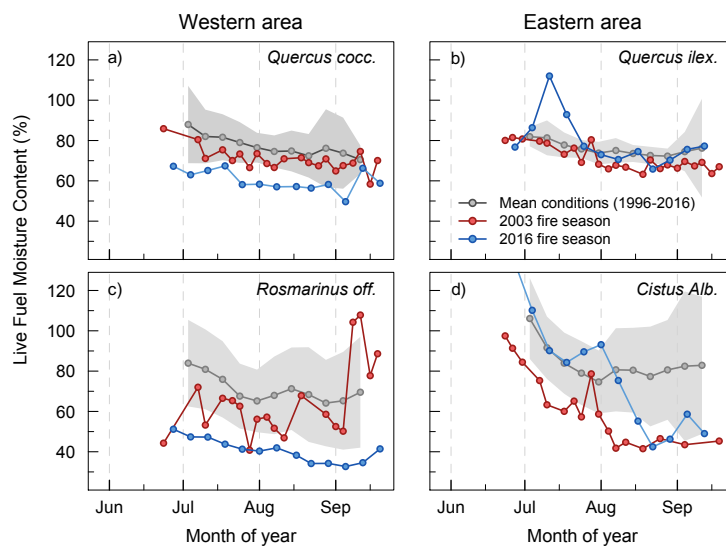 Western area
Eastern area
a)
Quercus cocc.
b)
Quercus ilex.
120
100
80
60
40
Mean conditions (1996-2016)
2003 fire season
2016 fire season
Live Fuel Moisture Content (%)
c)
Rosmarinus off.
d)
Cistus Alb.
120
100
80
60
40
Jun
Jul
Aug
Sep
Jun
Jul
Aug
Sep
Month of year
Month of year